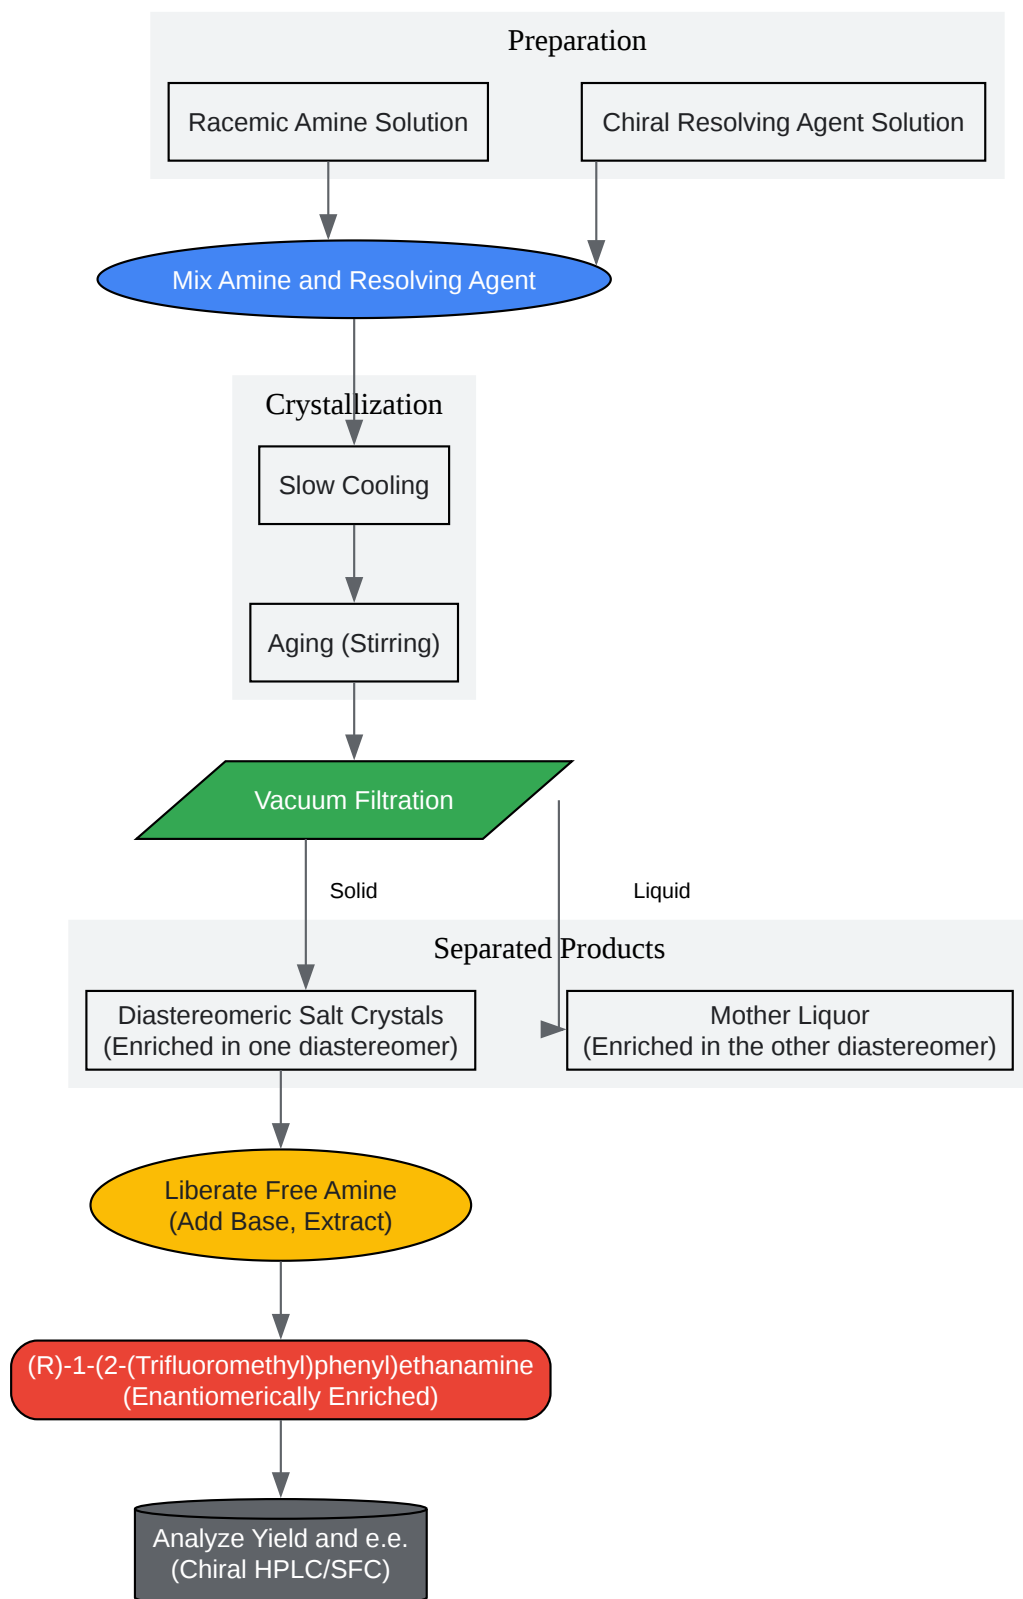 Preparation
Racemic Amine Solution
Chiral Resolving Agent Solution
Mix Amine and Resolving Agent
Crystallization
Slow Cooling
Aging (Stirring)
Vacuum Filtration
Solid
Liquid
Separated Products
Diastereomeric Salt Crystals
(Enriched in one diastereomer)
Mother Liquor
(Enriched in the other diastereomer)
Liberate Free Amine
(Add Base, Extract)
(R)-1-(2-(Trifluoromethyl)phenyl)ethanamine
(Enantiomerically Enriched)
Analyze Yield and e.e.
(Chiral HPLC/SFC)